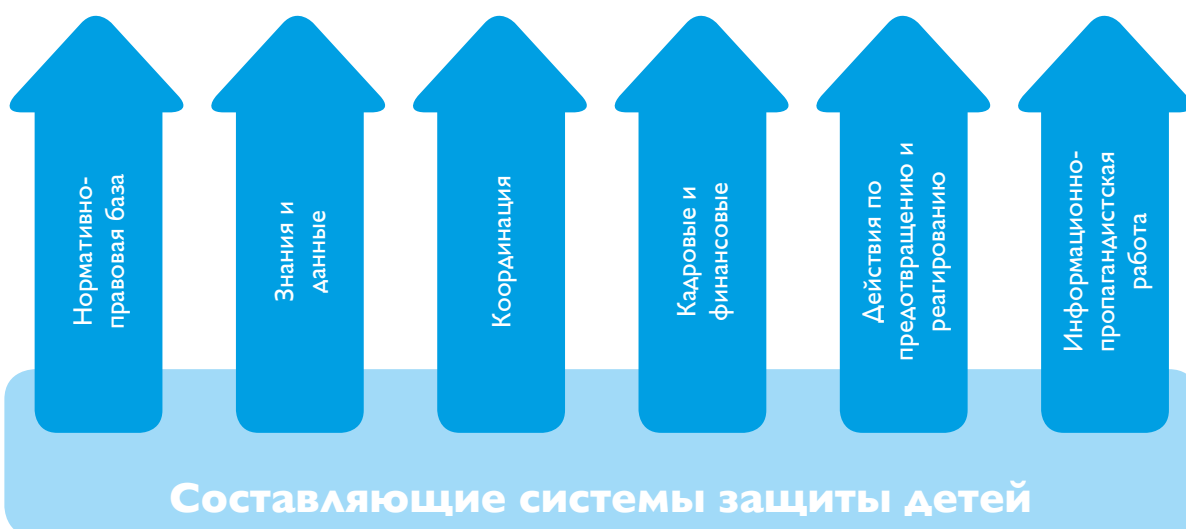 Нормативно-
правовая база
Знания и
данные
Координация
Кадровые и
финансовые
Действия по
предотвращению и
реагированию
Информационно-
пропагандистская
работа
Составляющие системы защиты детей